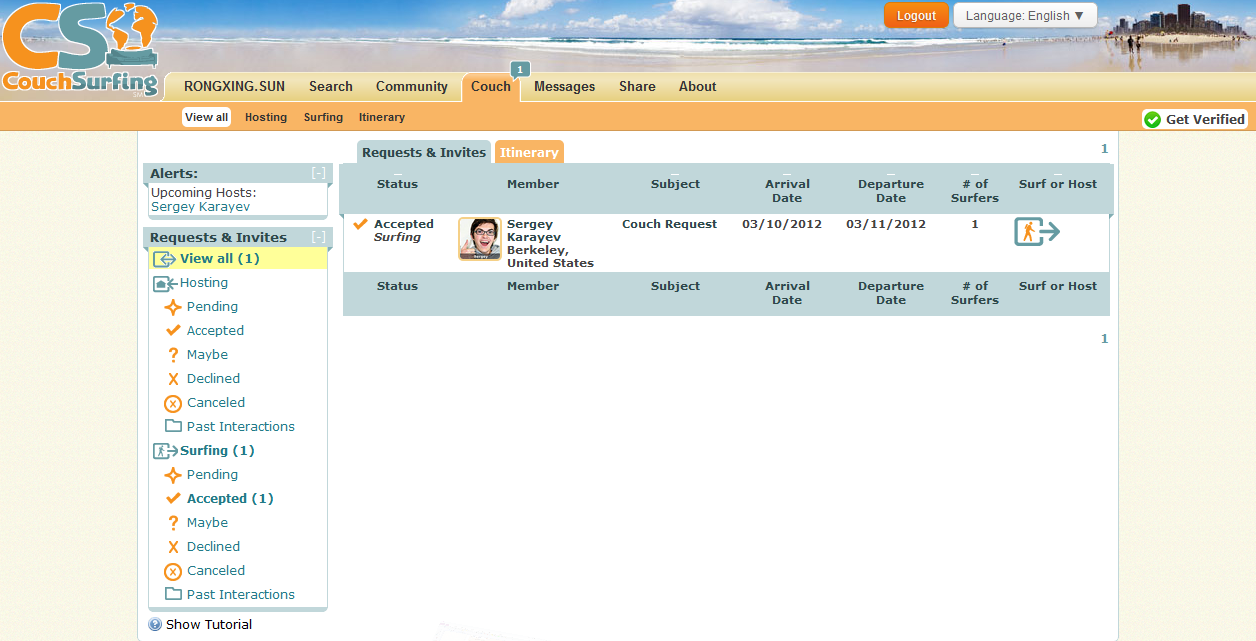 CS
CouchSurfing
Logout
Language: English ▼
1
RONGXING.SUN Search Community Couch Messages Share About
View all Hosting Surfing Itinerary
Get Verified
Alerts: [-]
Upcoming Hosts:
Sergey Karayev
Requests & Invites [-]
View all (1)
Hosting
Pending
Accepted
Maybe
Declined
Canceled
Past Interactions
Surfing (1)
Pending
Accepted (1)
Maybe
Declined
Canceled
Past Interactions
Show Tutorial
Requests & Invites Itinerary
1
Status Member Subject Arrival Departure # of Surf or Host
Date Date Surfers
Accepted Sergey Couch Request 03/10/2012 03/11/2012 1
Surfing Karayev
Berkeley,
United States
Status Member Subject Arrival Departure # of Surf or Host
Date Date Surfers
1